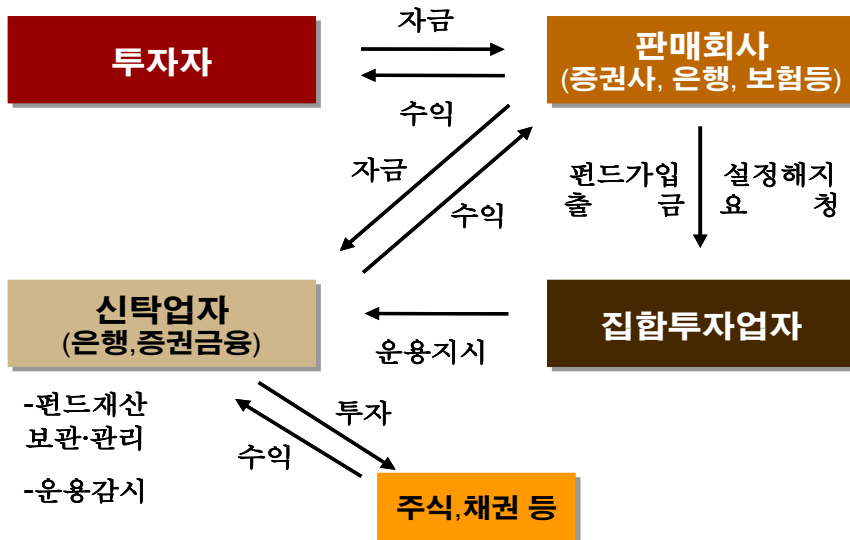 자금
투자자
판매회사
(증권사, 은행, 보험등)
수익
자금
수익
펀드가입
출 금
설정해지
요 청
신탁업자
(은행,증권금융)
집합투자업자
운용지시
-펀드재산
보관·관리
-운용감시
투자
수익
주식,채권 등